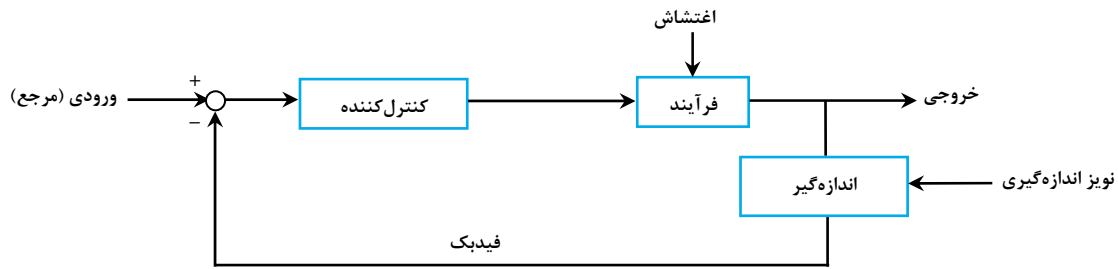 اغتشاش
+
ورودی (مرجع)
کنترل‌کننده
فرآیند
خروجی
−
اندازه‌گیر
نویز اندازه‌گیری
فیدبک